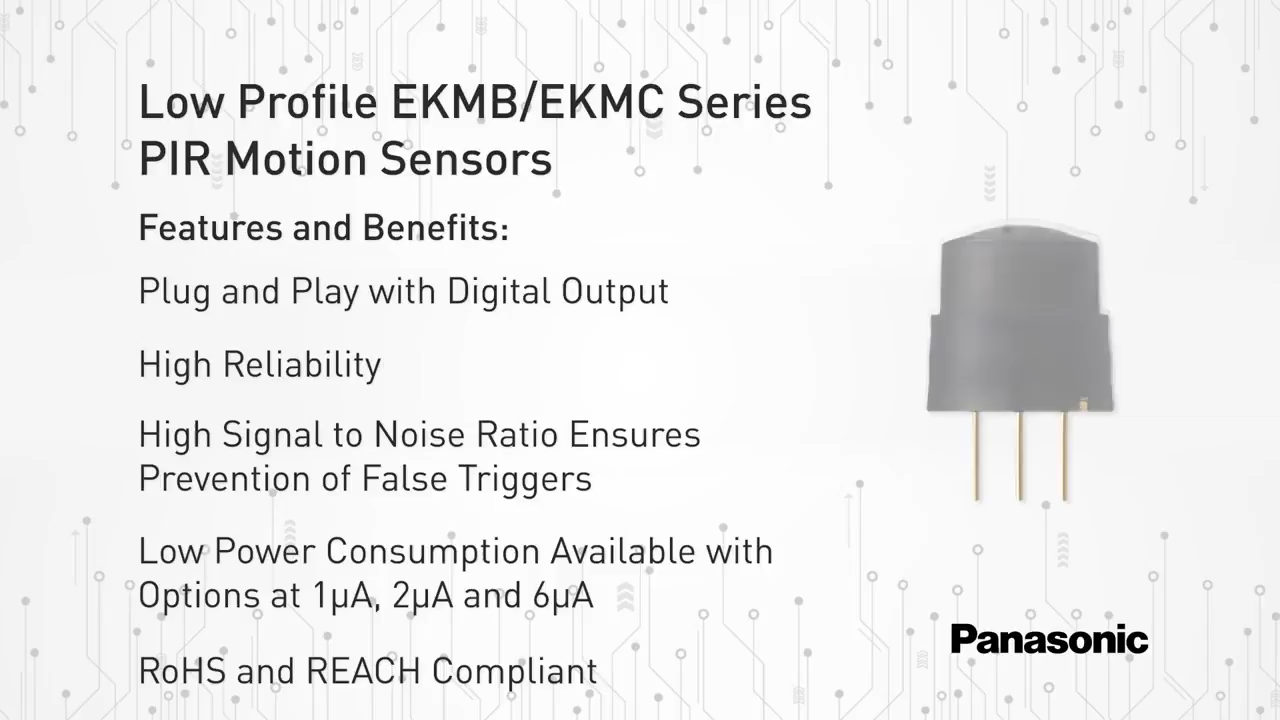 Low Profile EKMB/EKMC Series
PIR Motion Sensors
Features and Benefits:
Plug and Play with Digital Output
High Reliability
High Signal to Noise Ratio Ensures
Prevention of False Triggers
Low Power Consumption Available with
Options at 1µA, 2µA and 6µA
RoHS and REACH Compliant
Panasonic